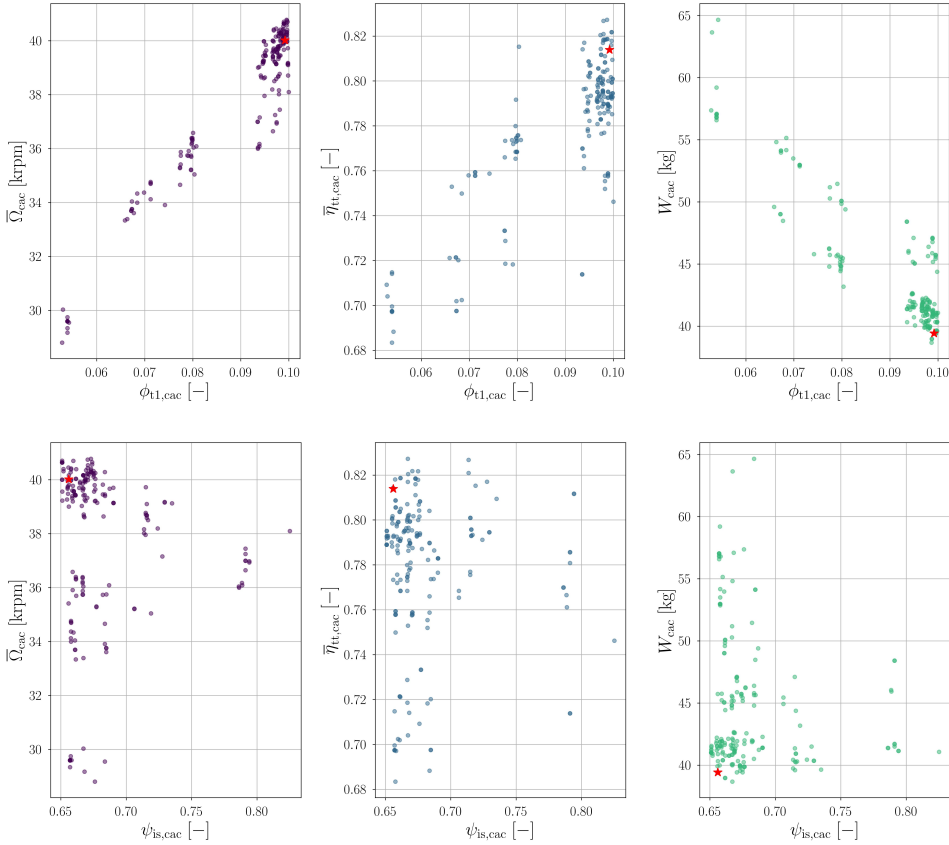 40
38
36
34
32
30
Ω̅cac [krpm]
0.06 0.07 0.08 0.09 0.10
ϕt1,cac [−]
0.82
0.80
0.78
0.76
0.74
0.72
0.70
0.68
η̅tt,cac [−]
0.06 0.07 0.08 0.09 0.10
ϕt1,cac [−]
65
60
55
50
45
40
Wcac [kg]
0.06 0.07 0.08 0.09 0.10
ϕt1,cac [−]
40
38
36
34
32
30
Ω̅cac [krpm]
0.65 0.70 0.75 0.80
ψis,cac [−]
0.82
0.80
0.78
0.76
0.74
0.72
0.70
0.68
η̅tt,cac [−]
0.65 0.70 0.75 0.80
ψis,cac [−]
65
60
55
50
45
40
Wcac [kg]
0.65 0.70 0.75 0.80
ψis,cac [−]